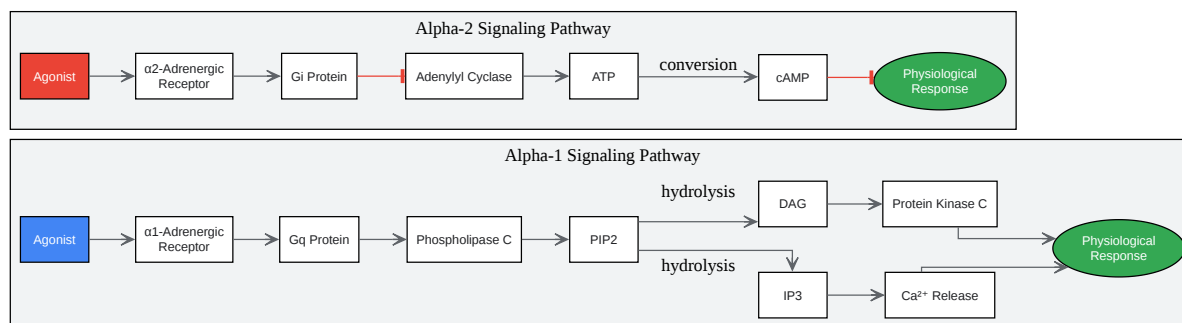 Alpha-2 Signaling Pathway
Agonist
α2-Adrenergic
Receptor
Gi Protein
Adenylyl Cyclase
ATP
conversion
cAMP
Physiological
Response
Alpha-1 Signaling Pathway
Agonist
α1-Adrenergic
Receptor
Gq Protein
Phospholipase C
PIP2
hydrolysis
DAG
Protein Kinase C
hydrolysis
IP3
Ca²⁺ Release
Physiological
Response